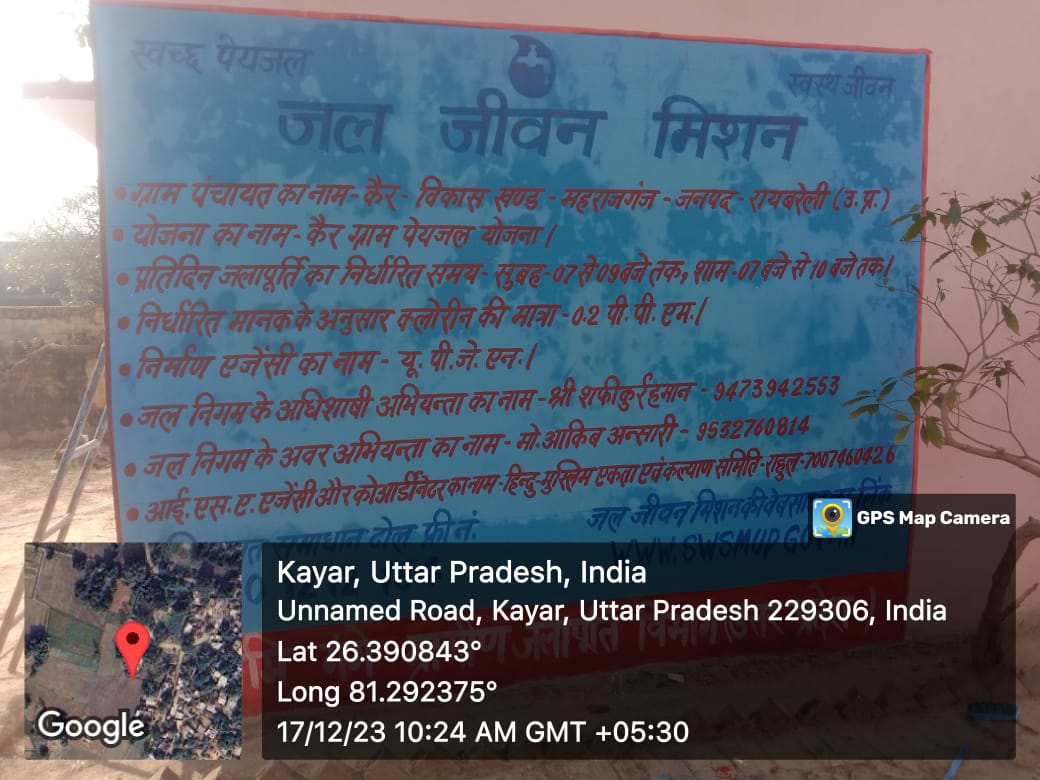 स्वच्छ पेयजल
स्वस्थ जीवन
जल जीवन मिशन
• ग्राम पंचायत का नाम - कैर - विकास खण्ड - महराजगंज - जनपद - रायबरेली (उ.प्र.)
• योजना का नाम - कैर ग्राम पेयजल योजना।
• प्रतिदिन जलापूर्ति का निर्धारित समय - सुबह - 07 से 09 बजे तक, शाम - 07 बजे से 10 बजे तक।
• निर्धारित मानक के अनुसार क्लोरीन की मात्रा - 0.2 पी. पी. एम.।
• निर्माण एजेंसी का नाम - यू. पी. जे. एन.।
• जल निगम के अधिशाषी अभियन्ता का नाम - श्री शफीकुर्रहमान - 9473942553
• जल निगम के अवर अभियन्ता का नाम - मो. आकिब अन्सारी - 9532760814
• आई. एस. ए. एजेंसी और कोआर्डीनेटर का नाम - हिन्दु-मुस्लिम एकता एवं कल्याण समिति - राहुल - 7007460426
समाधान टोल फ्री नं.
जल जीवन मिशन की
WWW.SWSMUP.GOV
GPS Map Camera
Kayar, Uttar Pradesh, India
Unnamed Road, Kayar, Uttar Pradesh 229306, India
Lat 26.390843°
Long 81.292375°
17/12/23 10:24 AM GMT +05:30
Google